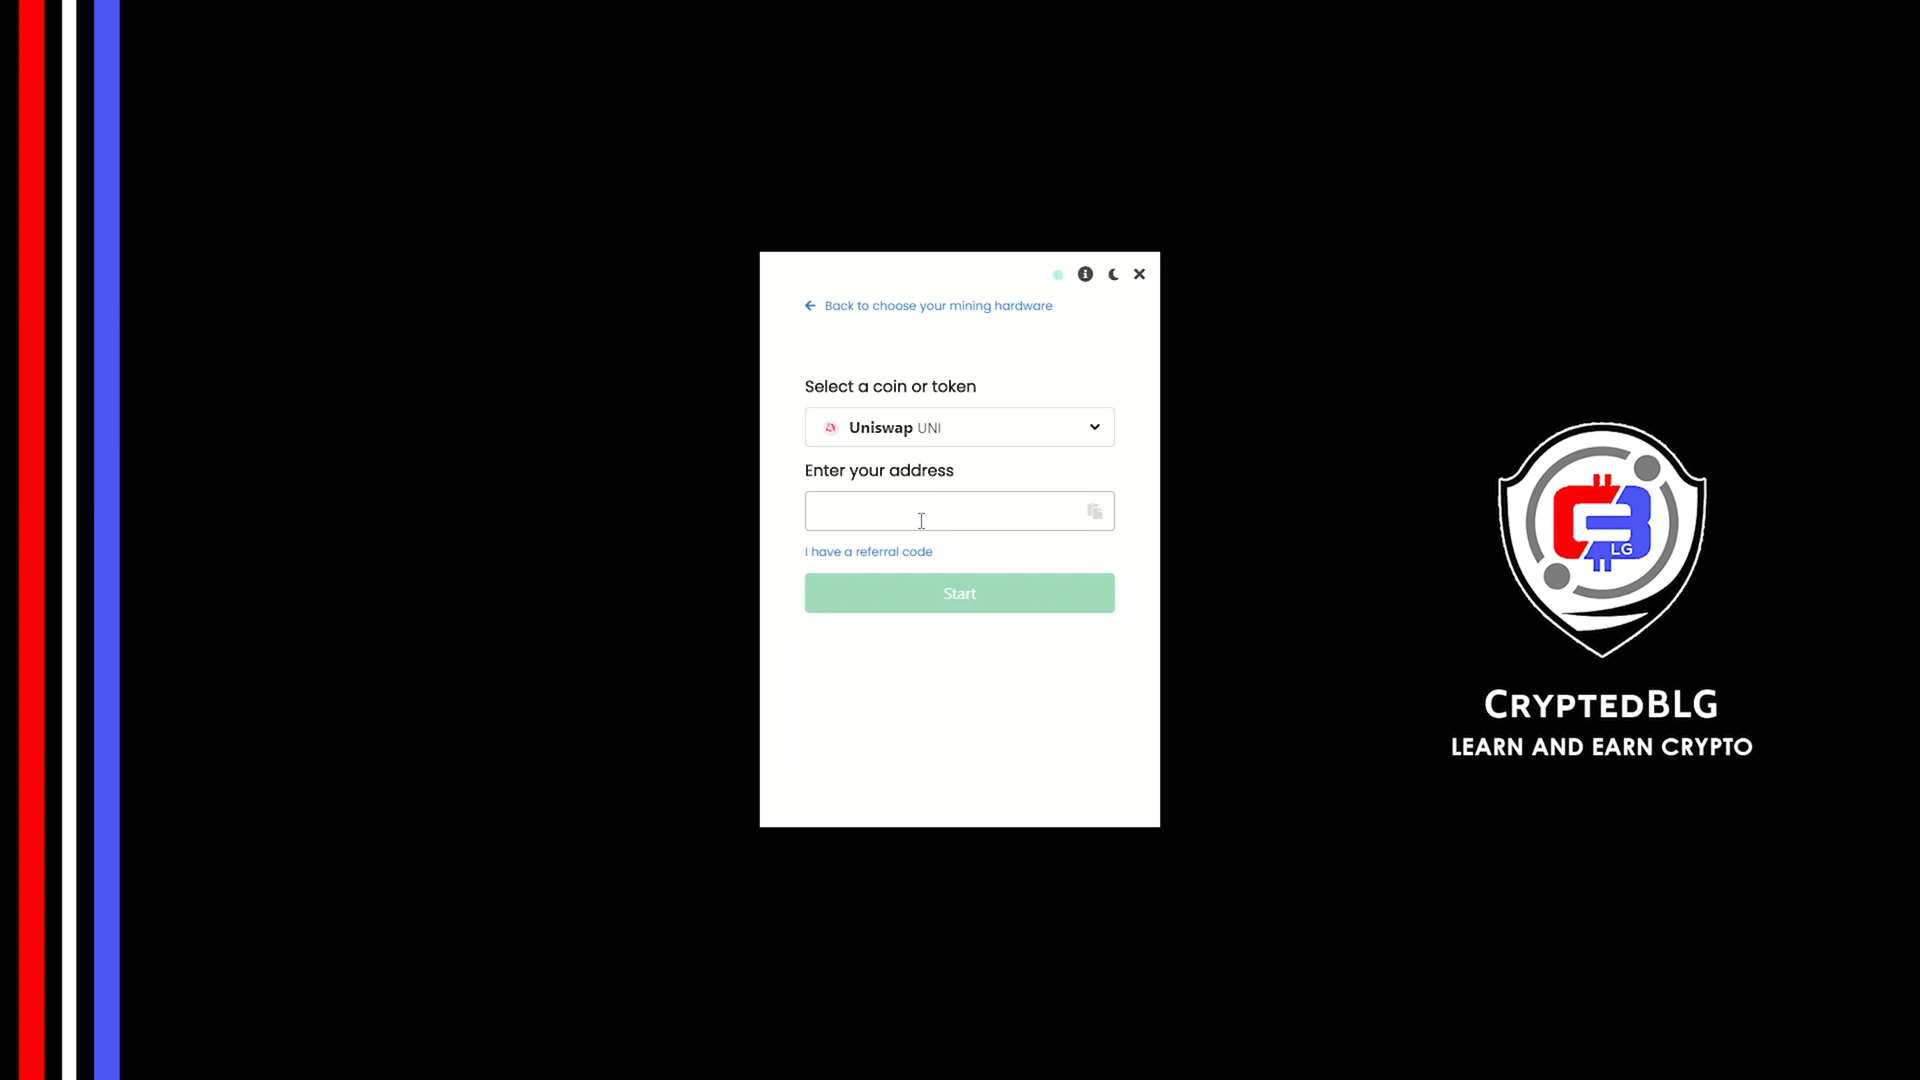 Back to choose your mining hardware
Select a coin or token
Uniswap UNI
Enter your address
I have a referral code
Start
LG
CRYPTEDBLG
LEARN AND EARN CRYPTO